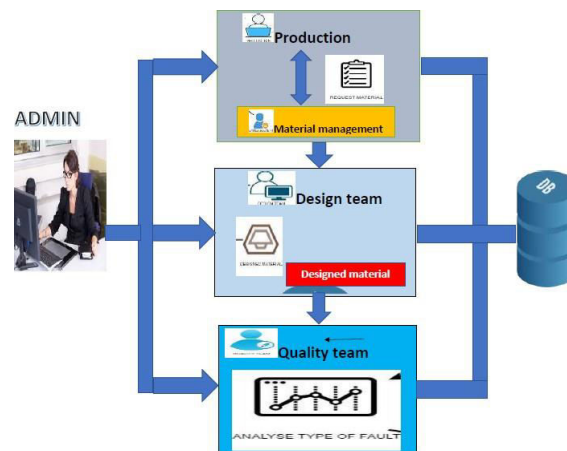 Production
REQUEST MATERIAL
ADMIN
Material management
DB
Design team
Designed material
Quality team
ANALYSE TYPE OF FAULT